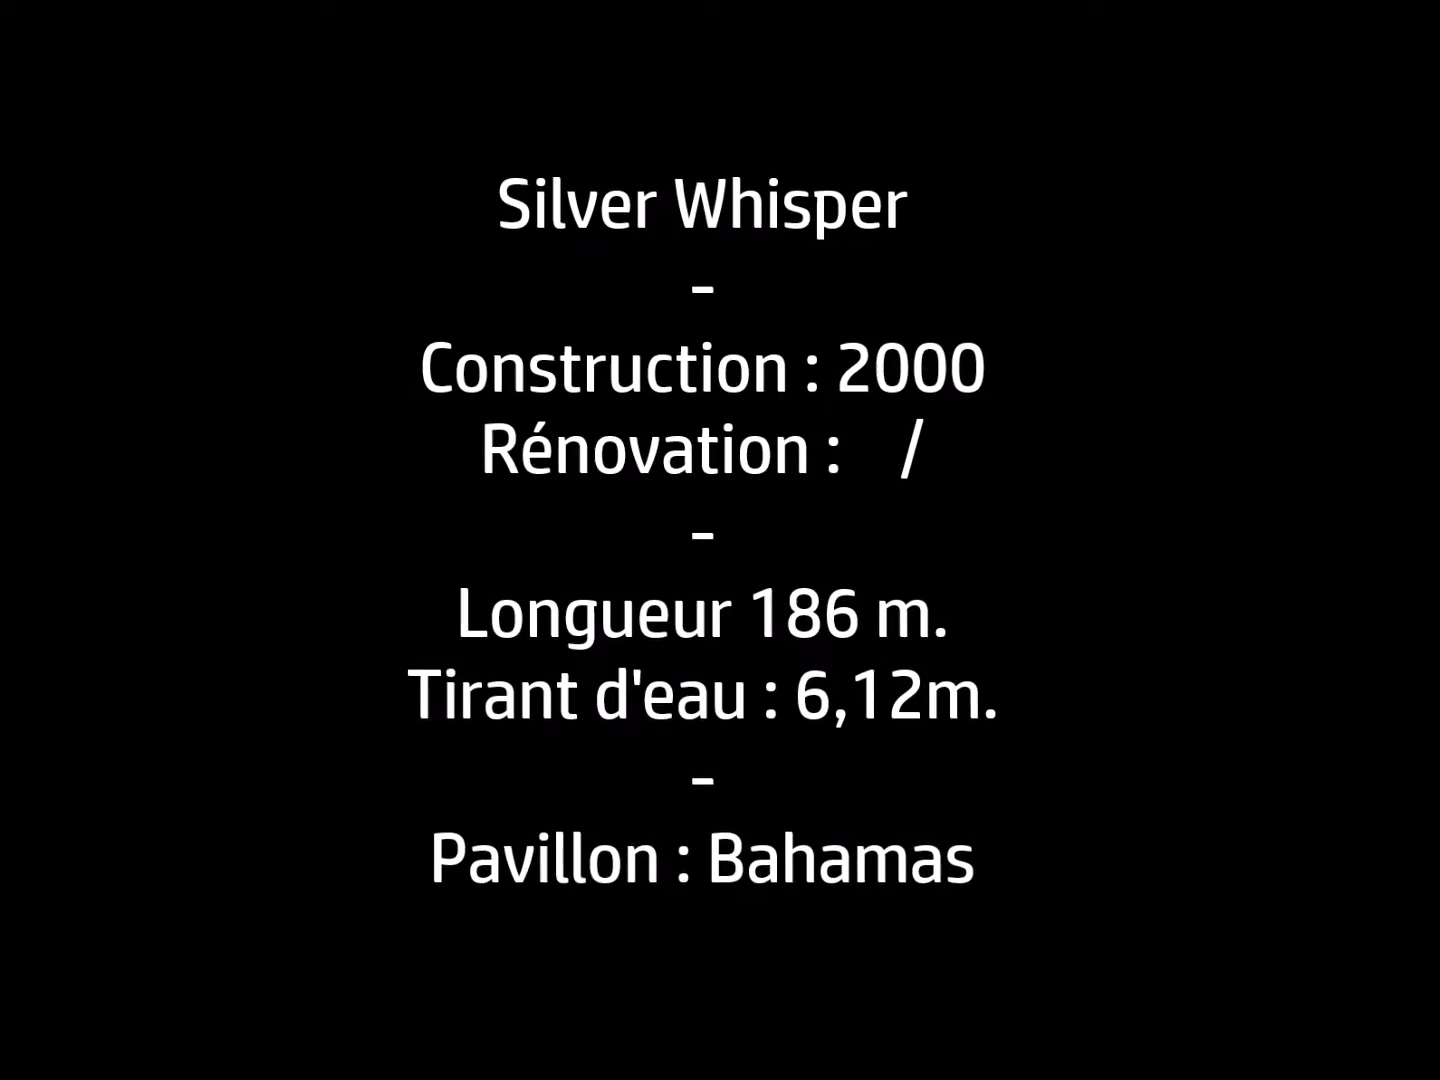 Silver Whisper
-
Construction : 2000
Rénovation : /
-
Longueur 186 m.
Tirant d'eau : 6,12m.
-
Pavillon : Bahamas